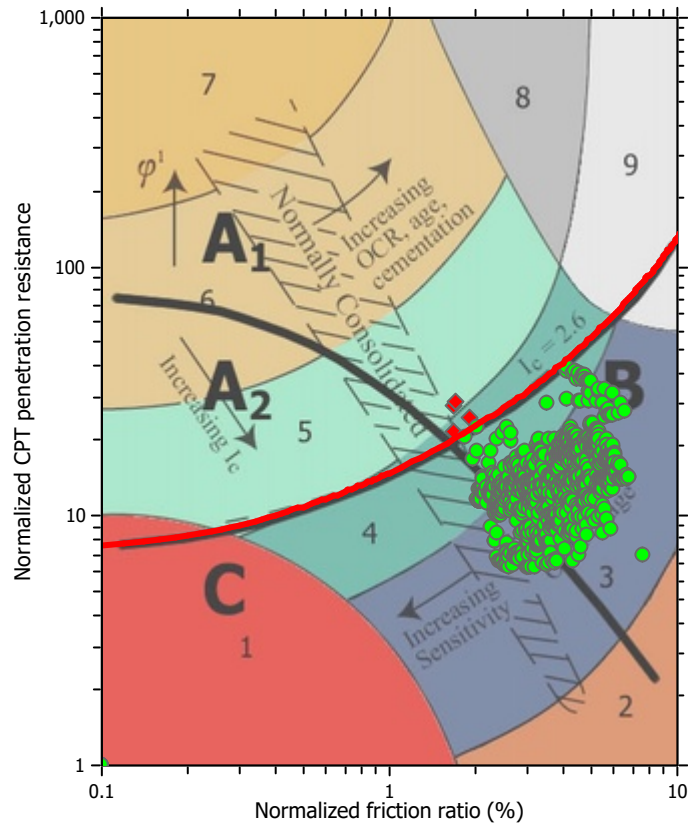 1,000
100
10
1
0.1
1
10
Normalized CPT penetration resistance
Normalized friction ratio (%)
7
8
9
φ¹
A1
6
Normally Consolidated
Increasing
OCR, age,
cementation
A2
Increasing Ic
5
Ic = 2.6
B
4
C
1
Increasing
Sensitivity
3
2